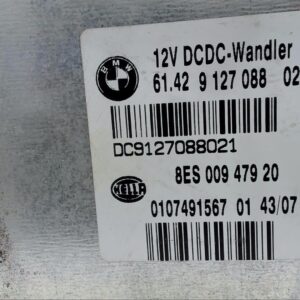 BMW
12V DCDC-Wandler
61.42 9 127 088 02
DC9127088021
8ES 009 479 20
HELLA
0107491567 01 43/07